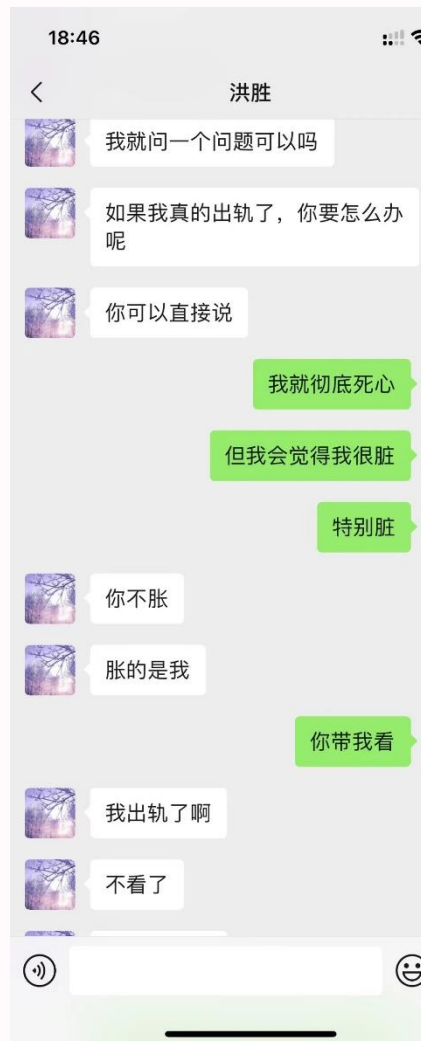 18:46
洪胜
我就问一个问题可以吗
如果我真的出轨了，你要怎么办
呢
你可以直接说
我就彻底死心
但我会觉得我很脏
特别脏
你不胀
胀的是我
你带我看
我出轨了啊
不看了